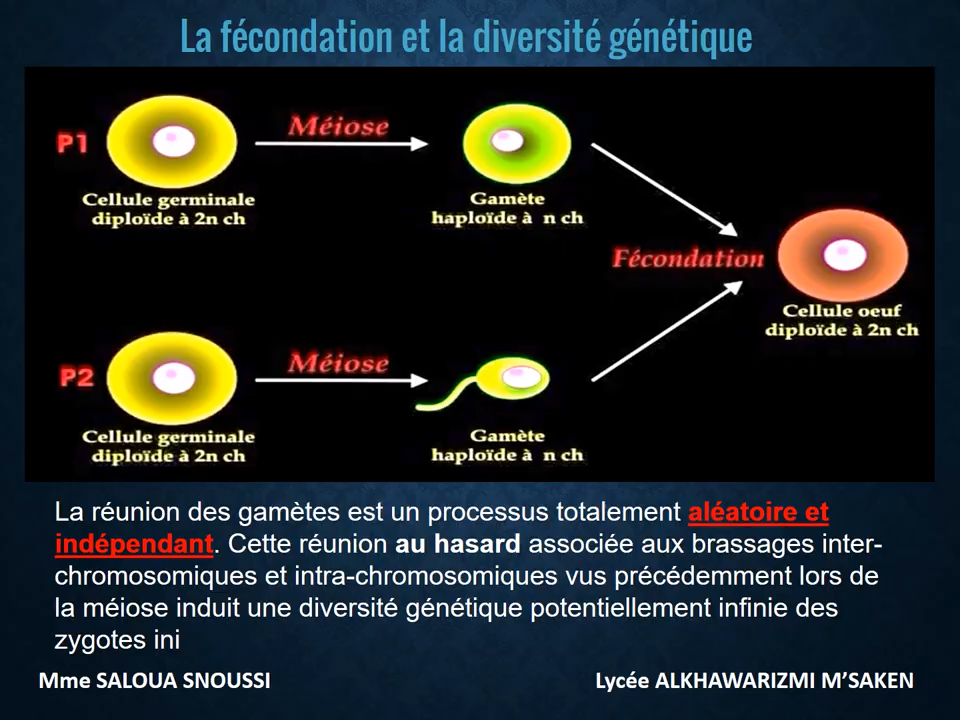 La fécondation et la diversité génétique
P1
Méiose
Cellule germinale
diploïde à 2n ch
Gamète
haploïde à n ch
Fécondation
Cellule oeuf
diploïde à 2n ch
P2
Méiose
Cellule germinale
diploïde à 2n ch
Gamète
haploïde à n ch
La réunion des gamètes est un processus totalement aléatoire et
indépendant. Cette réunion au hasard associée aux brassages inter-
chromosomiques et intra-chromosomiques vus précédemment lors de
la méiose induit une diversité génétique potentiellement infinie des
zygotes ini
Mme SALOUA SNOUSSI
Lycée ALKHAWARIZMI M’SAKEN